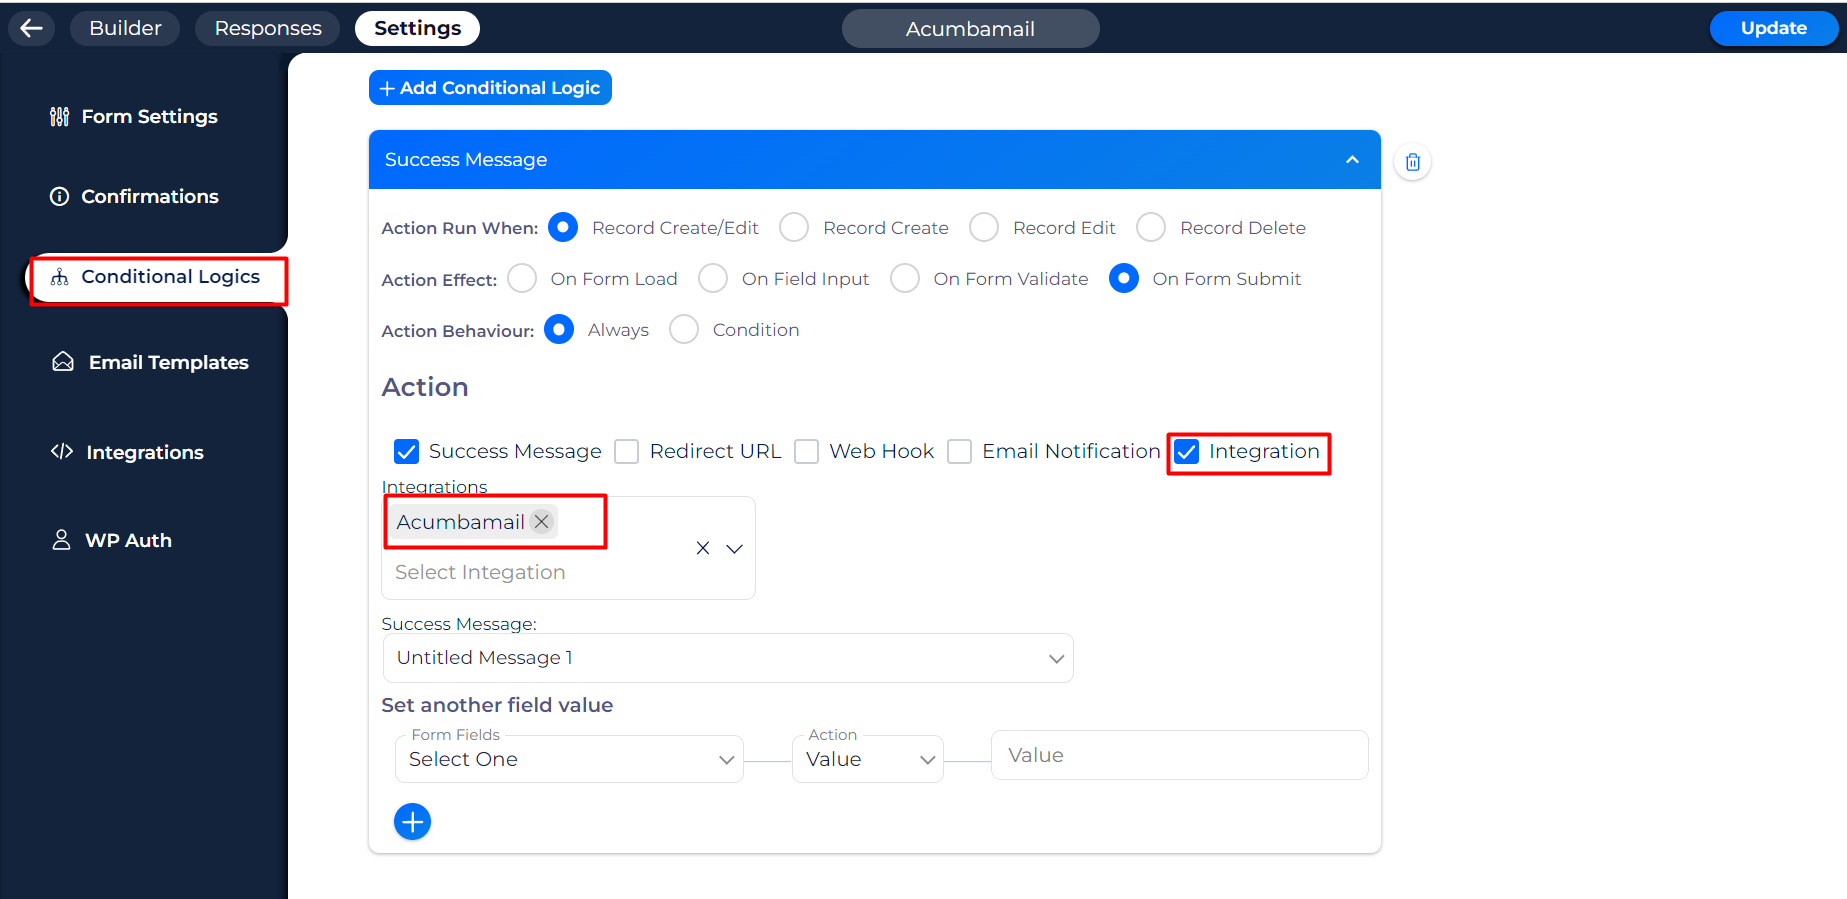 Builder Responses Settings Acumbamail Update
Form Settings
Confirmations
Conditional Logics
Email Templates
Integrations
WP Auth
+ Add Conditional Logic
Success Message
Action Run When: Record Create/Edit Record Create Record Edit Record Delete
Action Effect: On Form Load On Field Input On Form Validate On Form Submit
Action Behaviour: Always Condition
Action
Success Message Redirect URL Web Hook Email Notification Integration
Integrations
Acumbamail
Select Integation
Success Message:
Untitled Message 1
Set another field value
Form Fields Action
Select One Value Value